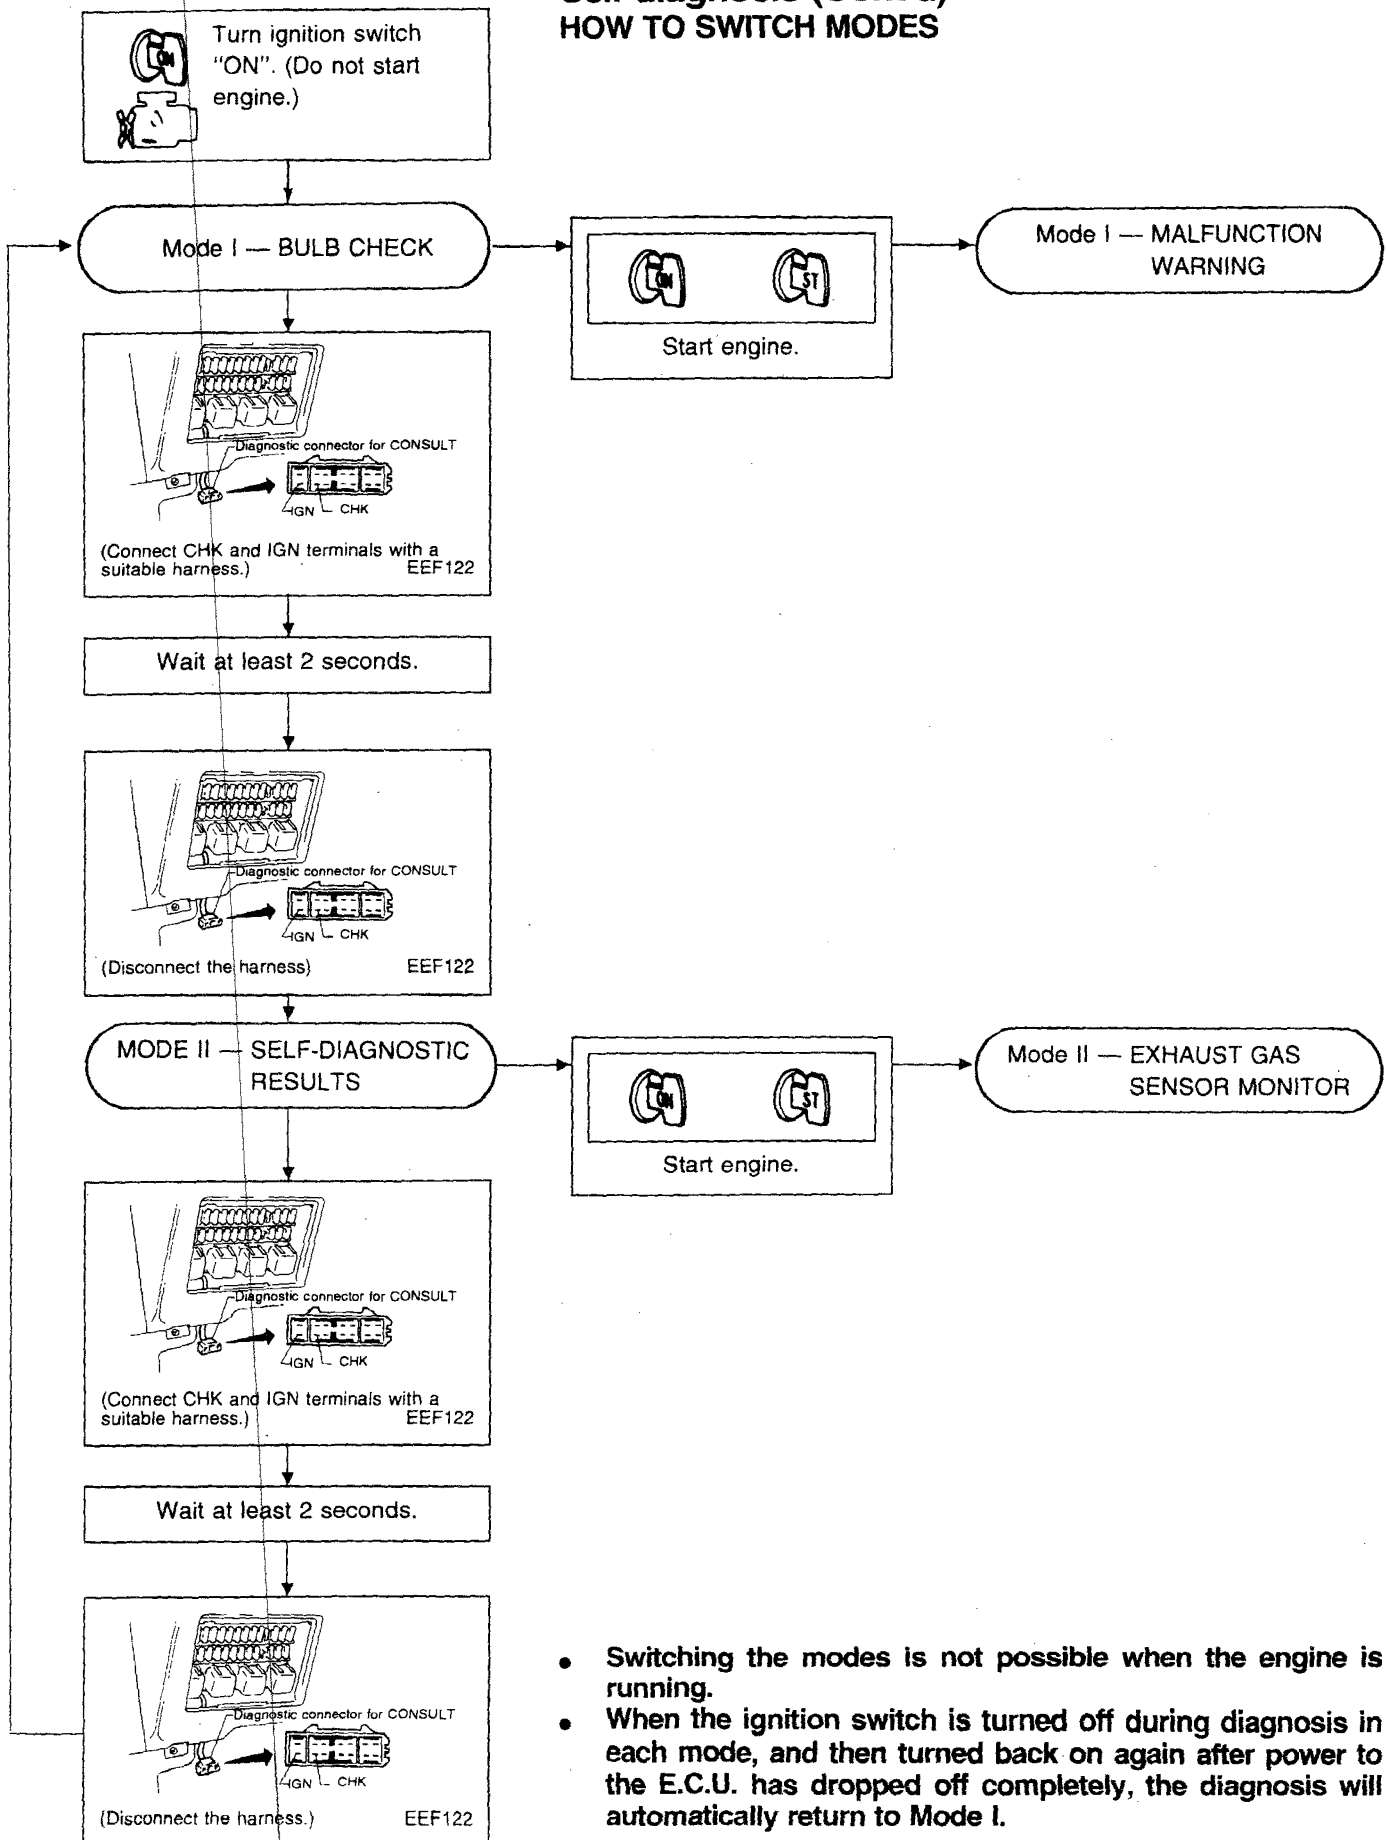 HOW TO SWITCH MODES
Turn ignition switch
"ON". (Do not start
engine.)
ON
Mode I — BULB CHECK
ON
ST
Start engine.
Mode I — MALFUNCTION
WARNING
Diagnostic connector for CONSULT
IGN
CHK
(Connect CHK and IGN terminals with a
suitable harness.)
EEF122
Wait at least 2 seconds.
Diagnostic connector for CONSULT
IGN
CHK
(Disconnect the harness)
EEF122
MODE II — SELF-DIAGNOSTIC
RESULTS
ON
ST
Start engine.
Mode II — EXHAUST GAS
SENSOR MONITOR
Diagnostic connector for CONSULT
IGN
CHK
(Connect CHK and IGN terminals with a
suitable harness.)
EEF122
Wait at least 2 seconds.
Diagnostic connector for CONSULT
IGN
CHK
(Disconnect the harness.)
EEF122
● Switching the modes is not possible when the engine is
running.
● When the ignition switch is turned off during diagnosis in
each mode, and then turned back on again after power to
the E.C.U. has dropped off completely, the diagnosis will
automatically return to Mode I.